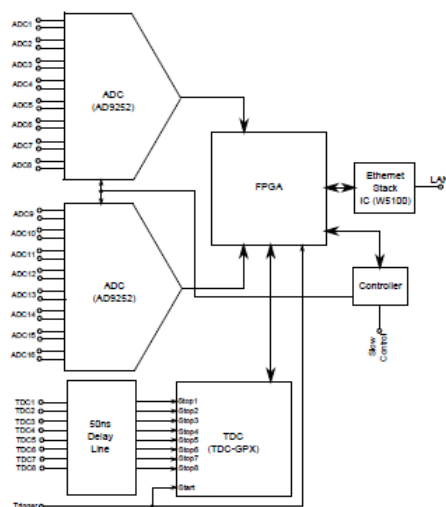 ADC1
ADC2
ADC3
ADC4
ADC5
ADC6
ADC7
ADC8
ADC
(AD9252)
FPGA
Ethernet
Stack
IC (W5100)
LAN
ADC9
ADC10
ADC11
ADC12
ADC13
ADC14
ADC15
ADC16
ADC
(AD9252)
Controller
Slow
Control
TDC1
TDC2
TDC3
TDC4
TDC5
TDC6
TDC7
TDC8
50ns
Delay
Line
Stop1
Stop2
Stop3
Stop4
Stop5
Stop6
Stop7
Stop8
Start
TDC
(TDC-GPX)
Trigger